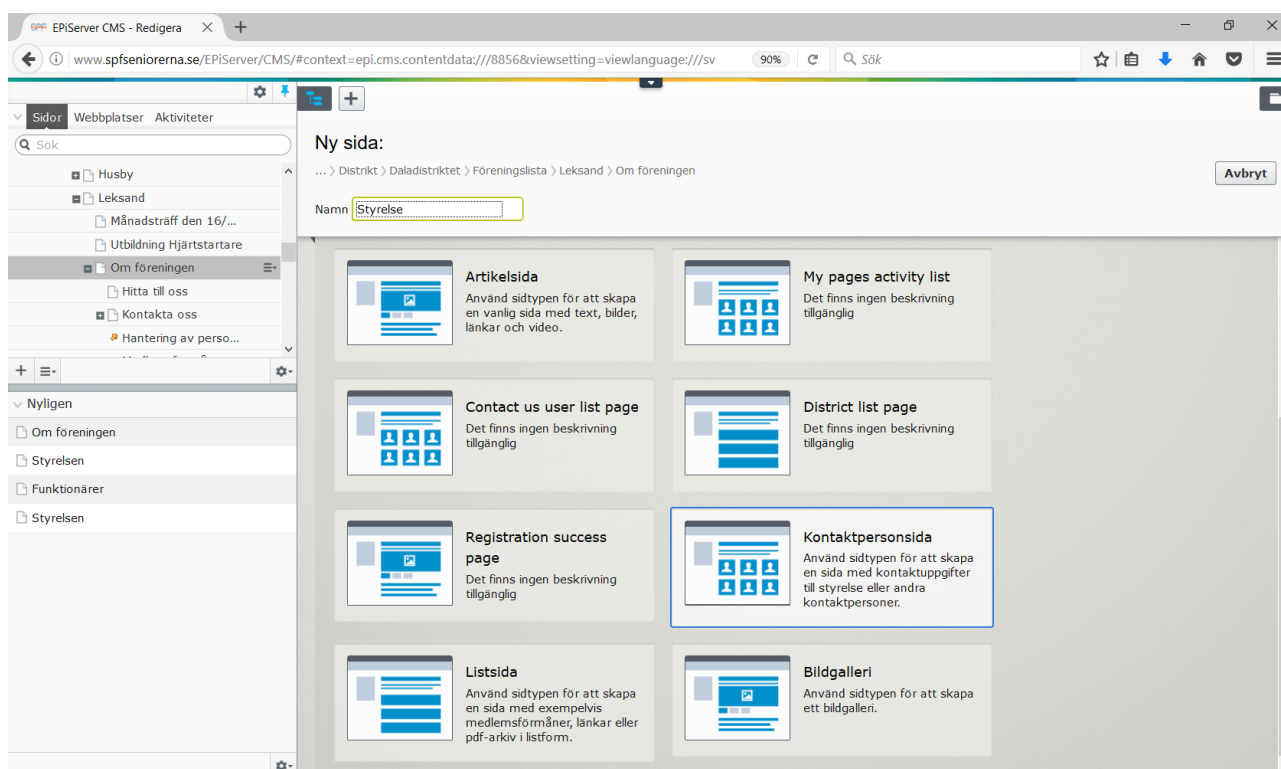 EPiServer CMS - Redigera
www.spfseniorerna.se/EPiServer/CMS/#context=epi.cms.contentdata:///8856&viewsetting=viewlanguage:///sv
90%
Sök
Sidor Webbplatser Aktiviteter
Sök
Husby
Leksand
Månadsträff den 16/...
Utbildning Hjärtstartare
Om föreningen
Hitta till oss
Kontakta oss
Hantering av perso...
Nyligen
Om föreningen
Styrelsen
Funktionärer
Styrelsen
Ny sida:
... > Distrikt > Daladistriktet > Föreningslista > Leksand > Om föreningen
Avbryt
Namn Styrelse
Artikelsida
Använd sidtypen för att skapa
en vanlig sida med text, bilder,
länkar och video.
My pages activity list
Det finns ingen beskrivning
tillgänglig
Contact us user list page
Det finns ingen beskrivning
tillgänglig
District list page
Det finns ingen beskrivning
tillgänglig
Registration success
page
Det finns ingen beskrivning
tillgänglig
Kontaktpersonsida
Använd sidtypen för att skapa
en sida med kontaktuppgifter
till styrelse eller andra
kontaktpersoner.
Listsida
Använd sidtypen för att skapa
en sida med exempelvis
medlemsförmåner, länkar eller
pdf-arkiv i listform.
Bildgalleri
Använd sidtypen för att skapa
ett bildgalleri.